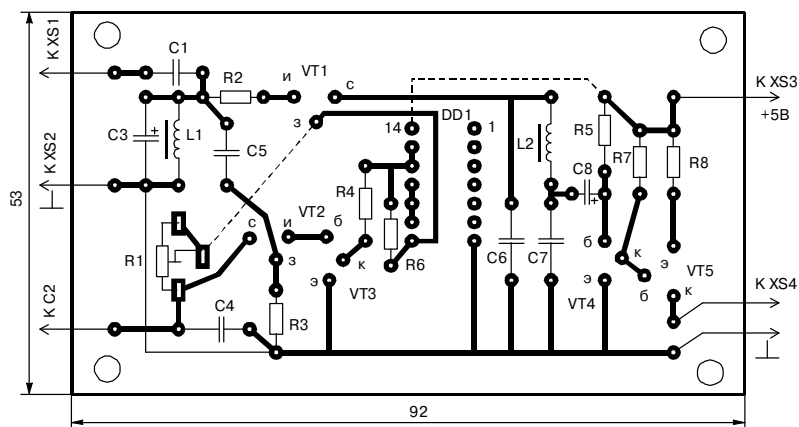 К XS1
C1
R2
и
VT1
с
К XS3
+5В
з
14
DD1
1
C3
+
L1
C5
L2
R5
R7
R8
C8
+
К XS2
R4
53
с
и
VT2
б
R1
з
к
R6
C6
C7
б
к
э
э
VT3
э
VT4
б
VT5
к
К C2
C4
R3
К XS4
92